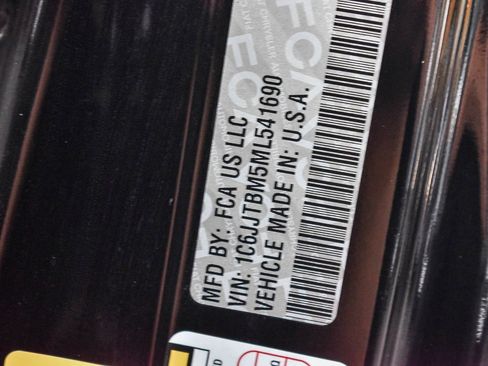 MFD BY: FCA US LLC
VIN: 1C6JJTBM5ML541690
VEHICLE MADE IN: U.S.A.